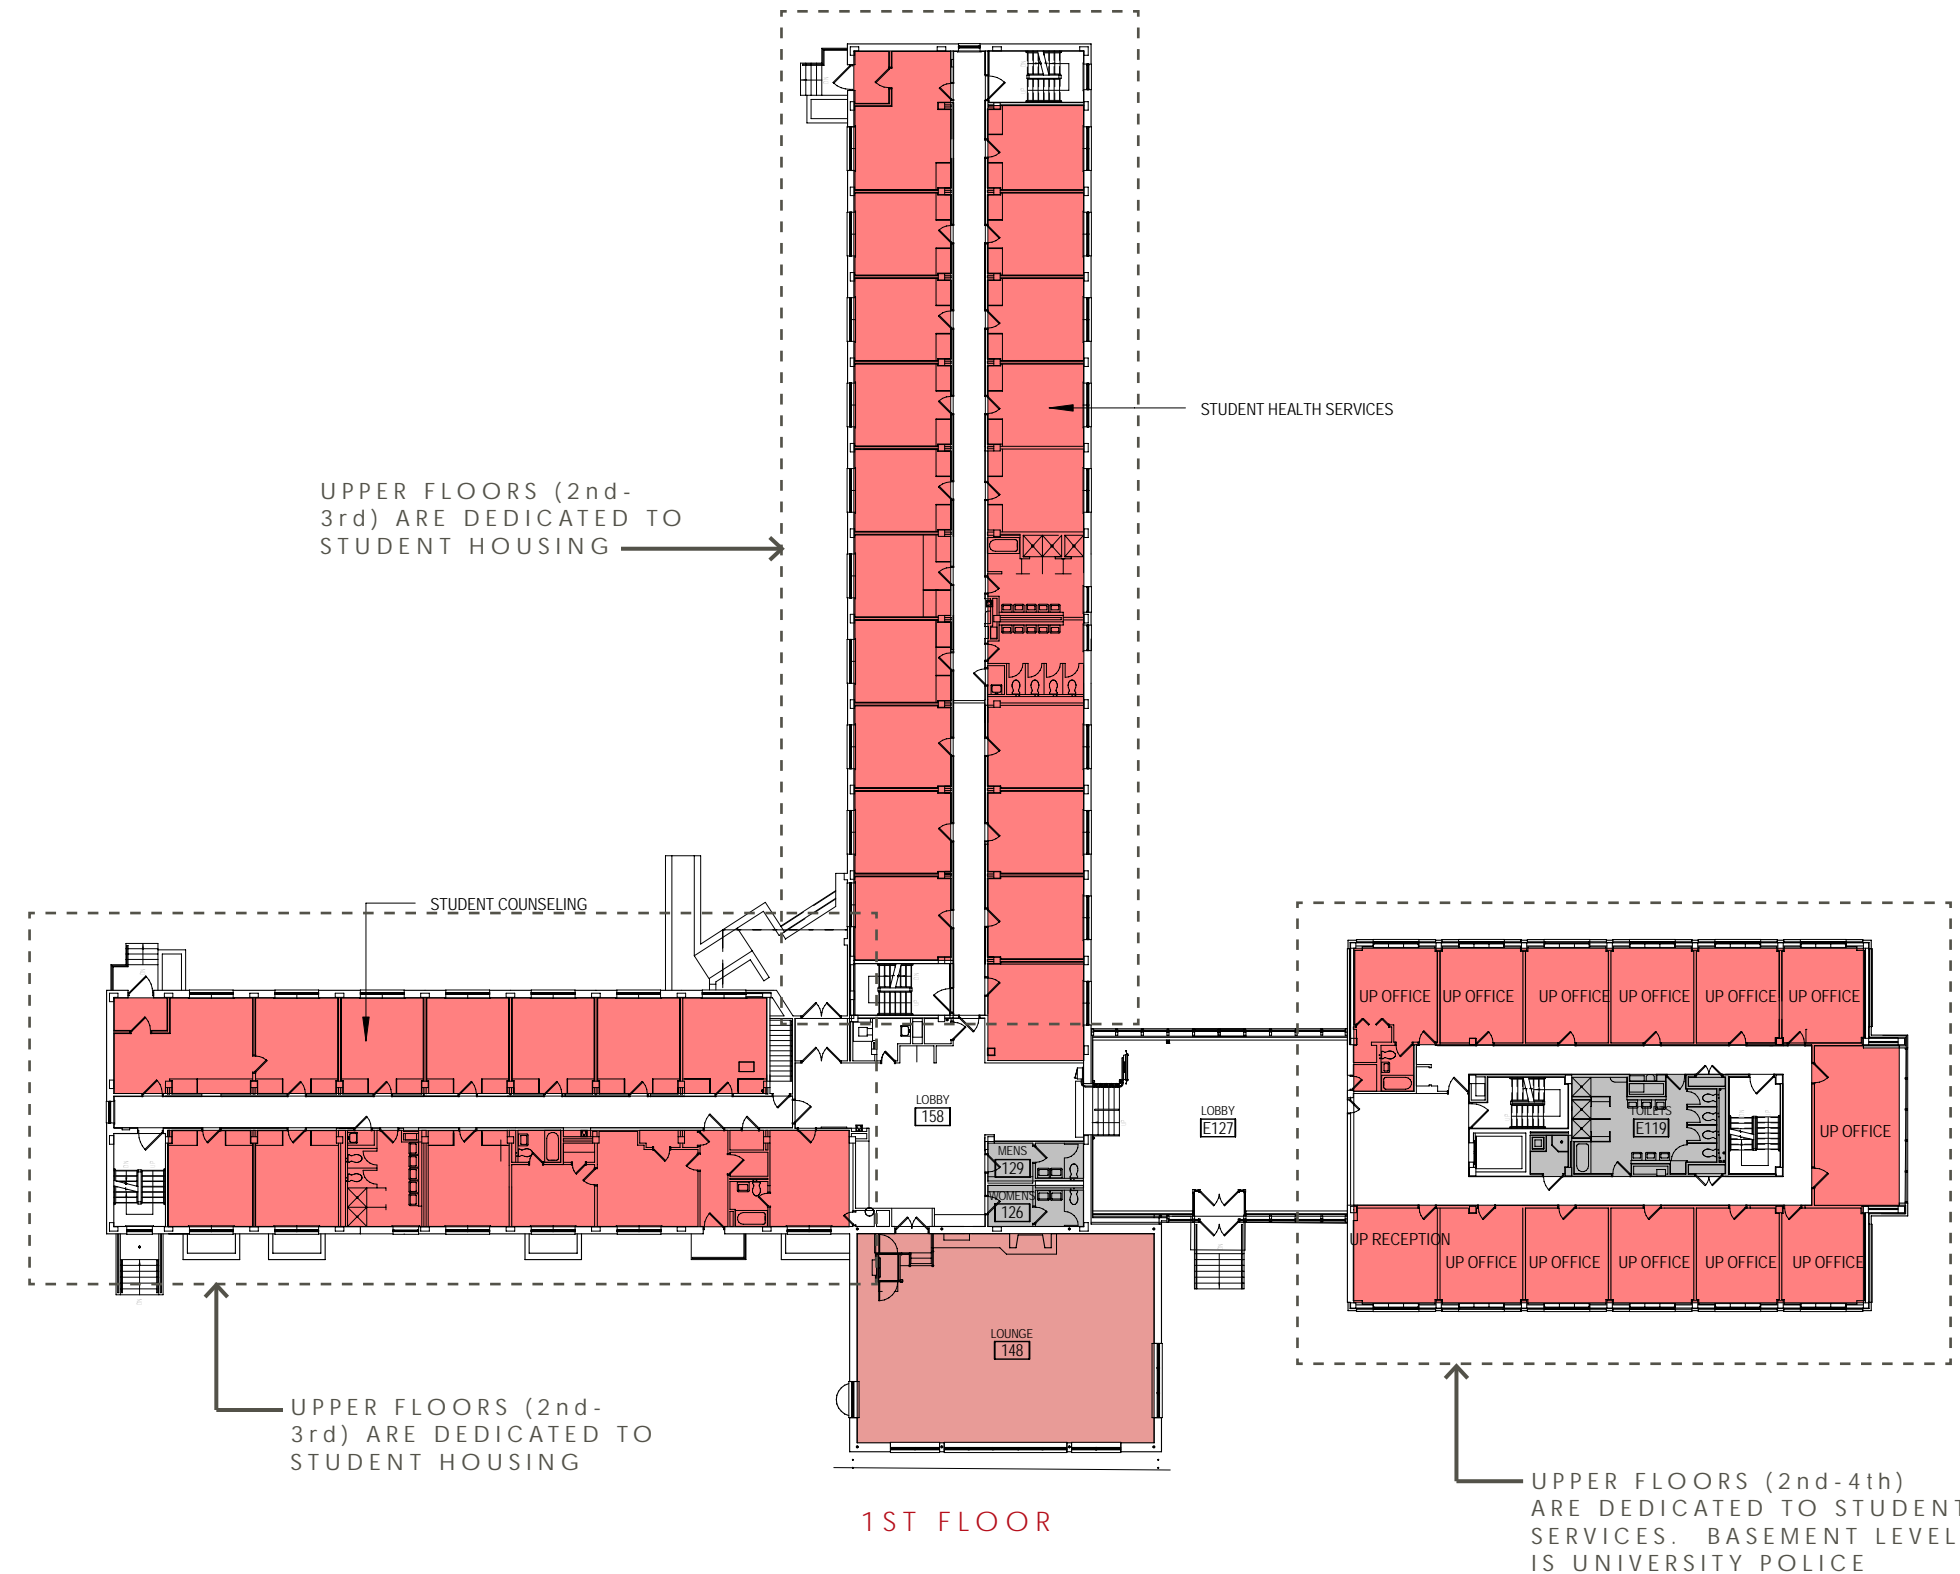 STUDENT HEALTH SERVICES
UPPER FLOORS (2nd-
3rd) ARE DEDICATED TO
STUDENT HOUSING
STUDENT COUNSELING
UP OFFICE
UP OFFICE
UP OFFICE
UP OFFICE
UP OFFICE
UP OFFICE
LOBBY
158
LOBBY
E127
TOILETS
E119
UP OFFICE
MENS
129
WOMENS
126
UP RECEPTION
UP OFFICE
UP OFFICE
UP OFFICE
UP OFFICE
UP OFFICE
LOUNGE
148
UPPER FLOORS (2nd-
3rd) ARE DEDICATED TO
STUDENT HOUSING
UPPER FLOORS (2nd-4th)
ARE DEDICATED TO STUDENT
SERVICES. BASEMENT LEVEL
IS UNIVERSITY POLICE
1ST FLOOR